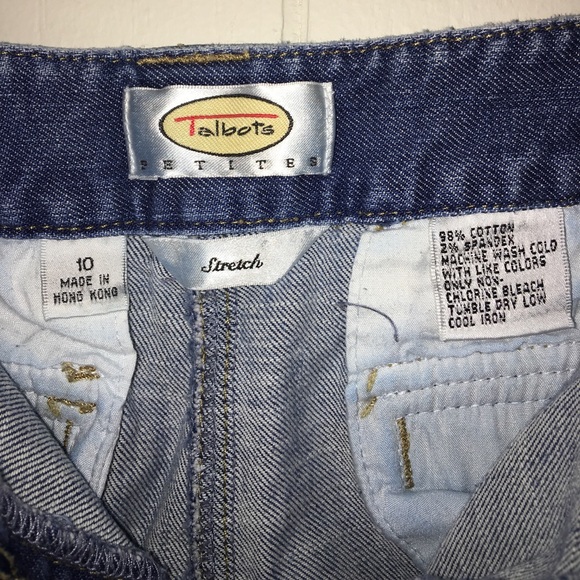 Talbots
PETITES
Stretch
10
MADE IN
HONG KONG
98% COTTON
2% SPANDEX
MACHINE WASH COLD
WITH LIKE COLORS
ONLY NON-
CHLORINE BLEACH
TUMBLE DRY LOW
COOL IRON